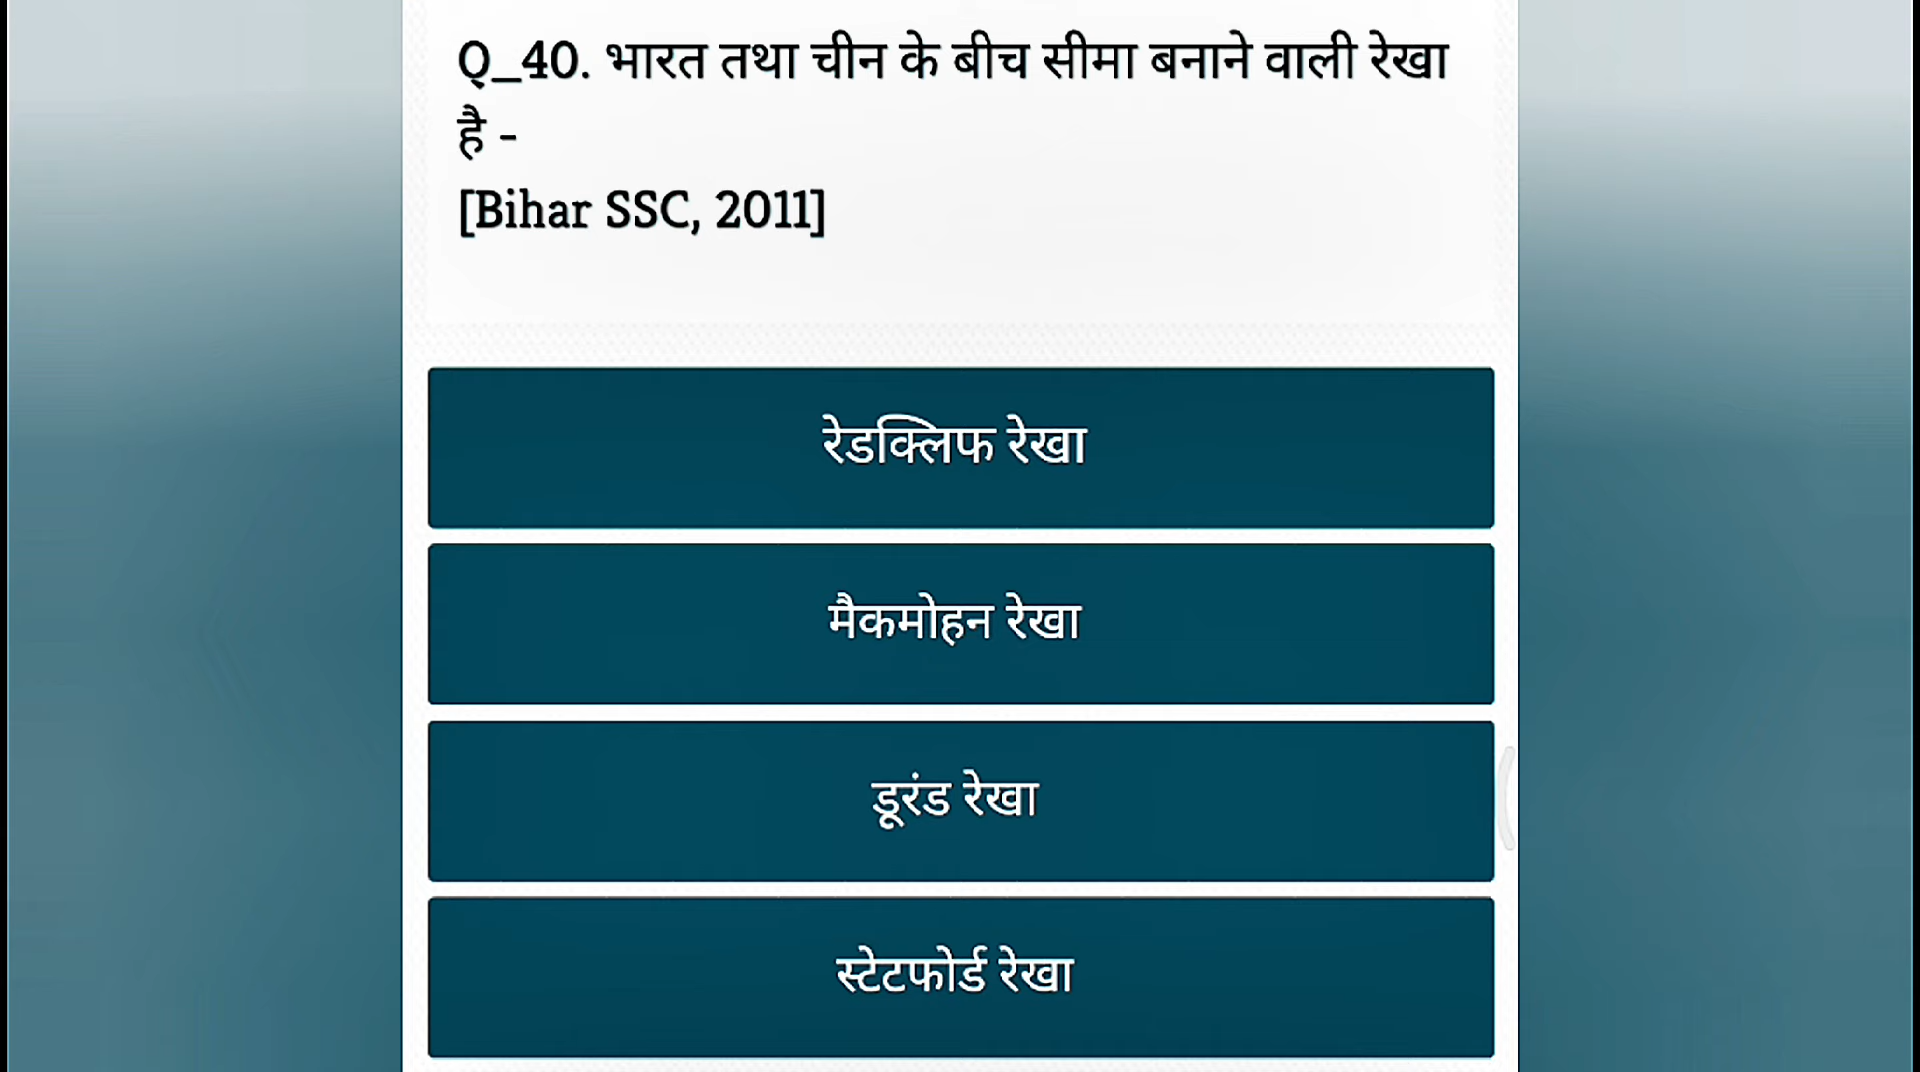 Q_40. भारत तथा चीन के बीच सीमा बनाने वाली रेखा
है -
[Bihar SSC, 2011]
रेडक्लिफ रेखा
मैकमोहन रेखा
डूरंड रेखा
स्टेटफोर्ड रेखा